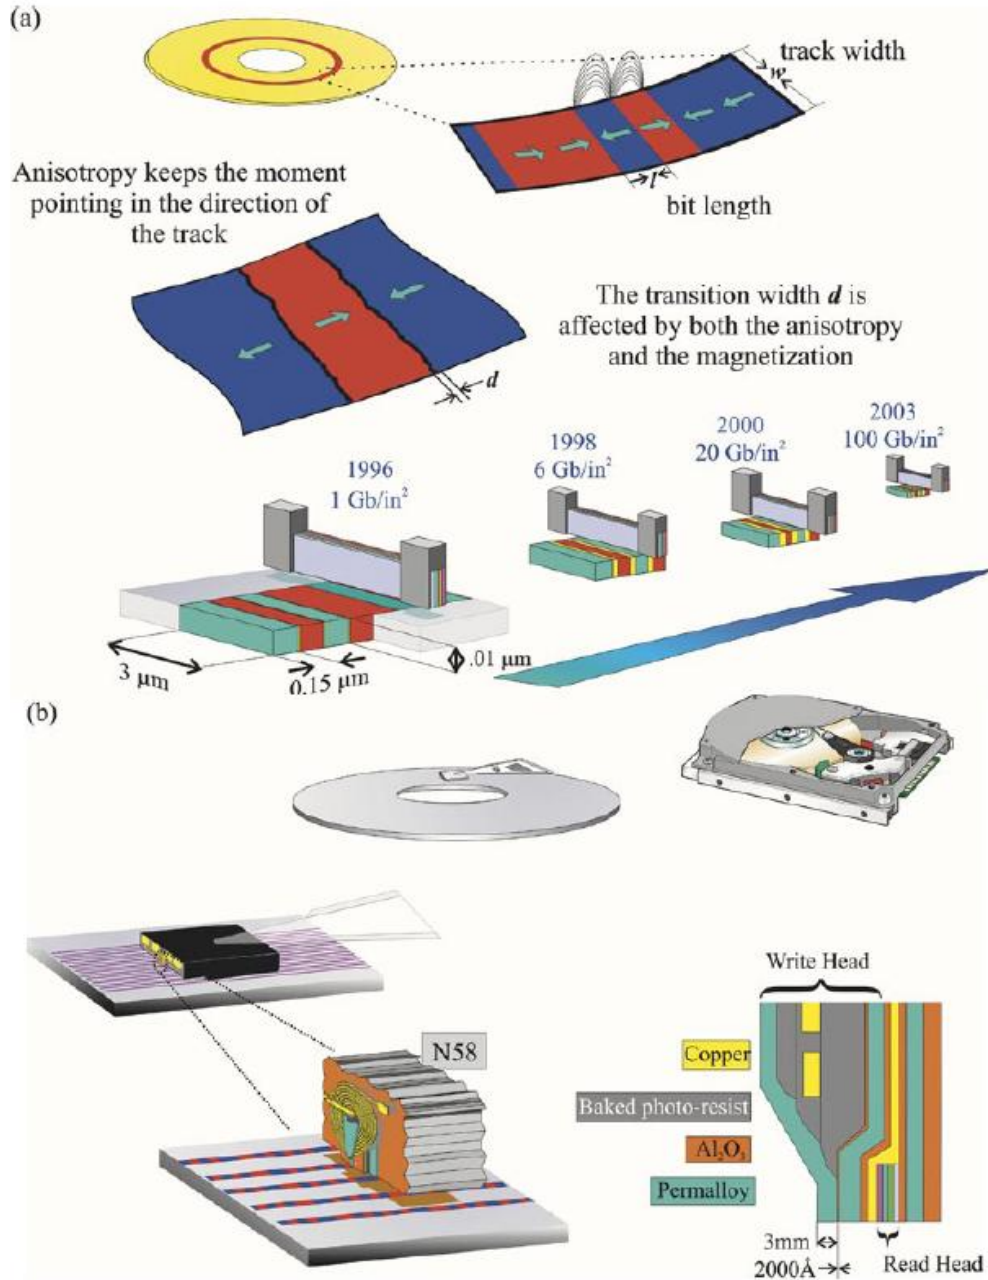 (a)
track width
w
Anisotropy keeps the moment
pointing in the direction of
the track
l
bit length
The transition width d is
affected by both the anisotropy
and the magnetization
d
1996
1 Gb/in²
1998
6 Gb/in²
2000
20 Gb/in²
2003
100 Gb/in²
3 μm
0.15 μm
.01 μm
(b)
N58
Write Head
Copper
Baked photo-resist
Al₂O₃
Permalloy
3mm
2000Å
Read Head